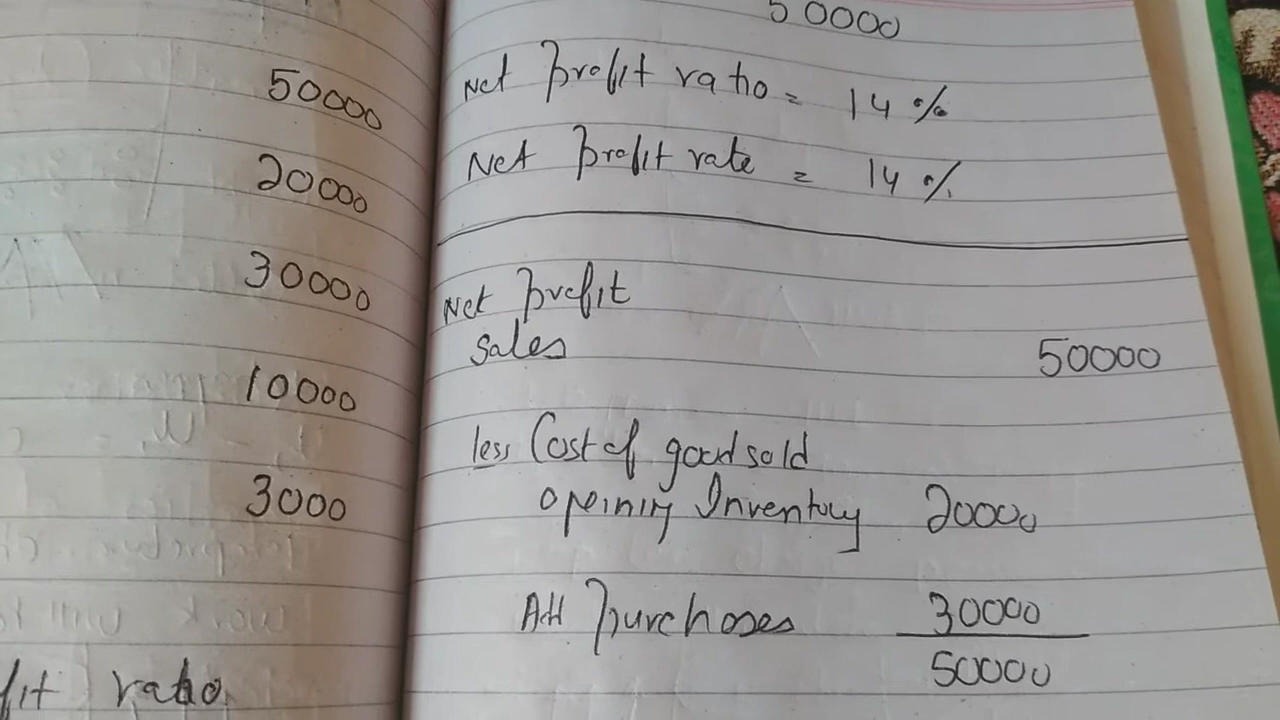 50000
20000
30000
10000
3000
fit ratio
50000
Net profit ratio = 14 %
Net profit rate = 14 %
Net profit
sales 50000
less Cost of good sold
opeining Inventory 20000
Add purchases 30000
50000